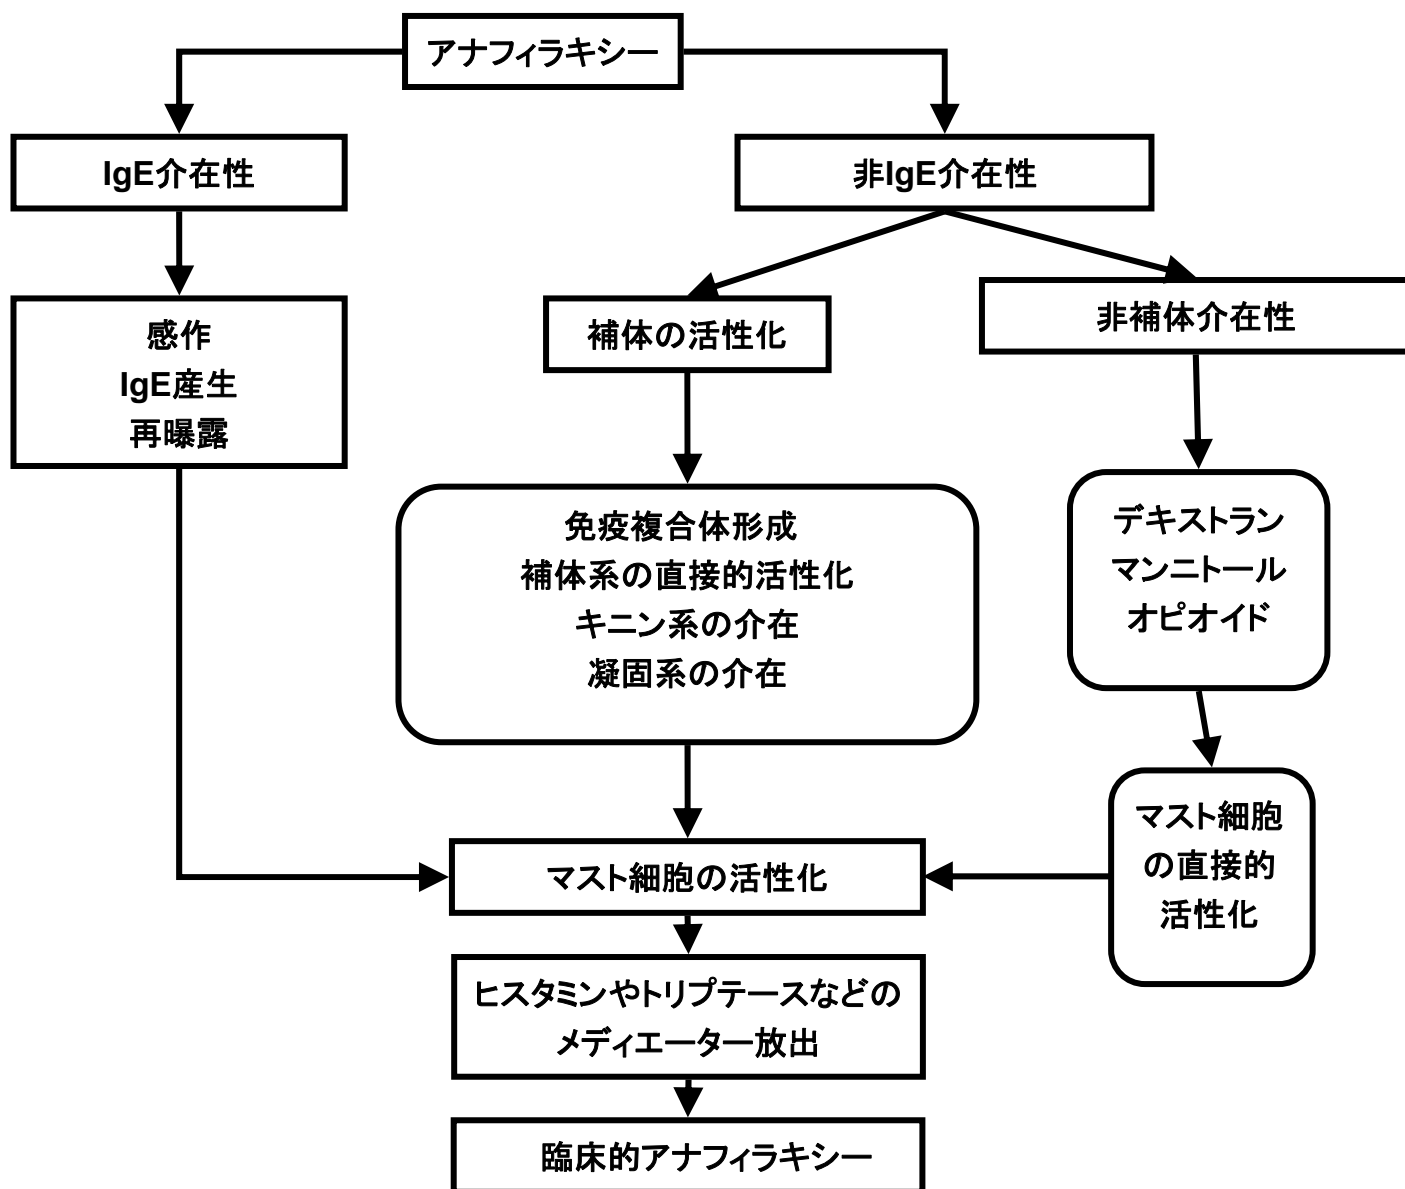 アナフィラキシー
IgE介在性
非IgE介在性
感作
IgE産生
再曝露
補体の活性化
非補体介在性
免疫複合体形成
補体系の直接的活性化
キニン系の介在
凝固系の介在
デキストラン
マンニトール
オピオイド
マスト細胞
の直接的
活性化
マスト細胞の活性化
ヒスタミンやトリプテースなどの
メディエーター放出
臨床的アナフィラキシー